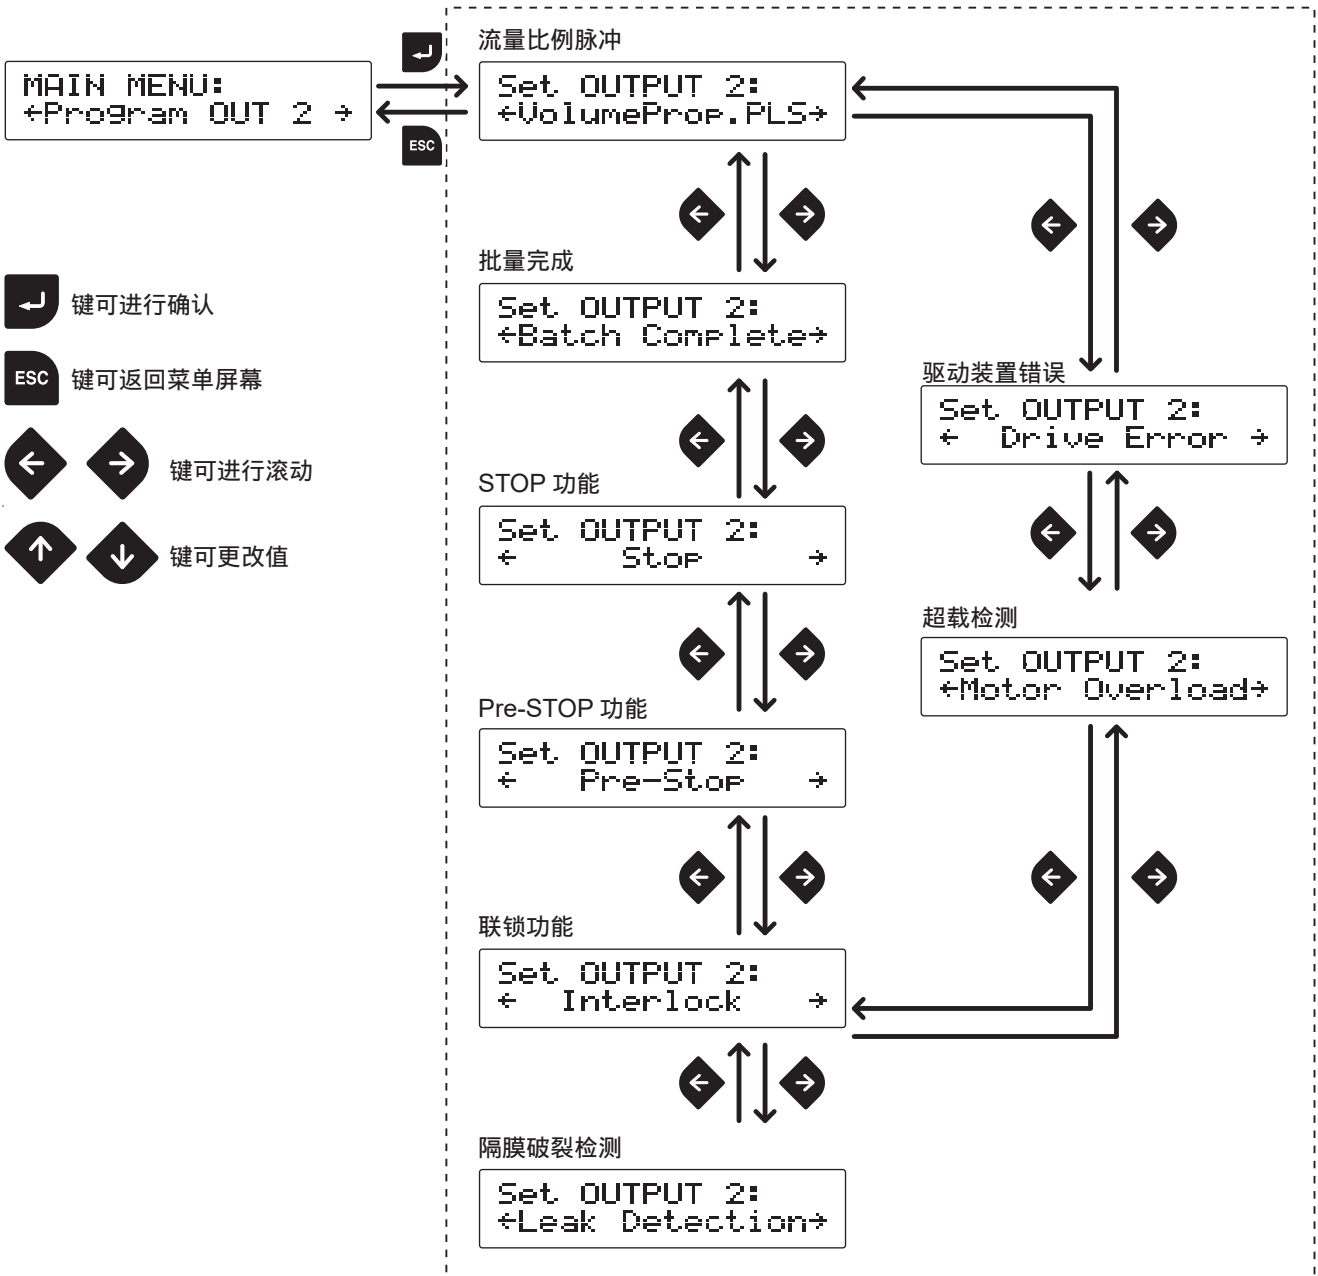 流量比例脉冲
MAIN MENU:
←Program OUT 2 →
Set OUTPUT 2:
←VolumeProp.PLS→
ESC
批量完成
Set OUTPUT 2:
←Batch Complete→
键可进行确认
ESC 键可返回菜单屏幕
键可进行滚动
键可更改值
驱动装置错误
Set OUTPUT 2:
← Drive Error →
STOP 功能
Set OUTPUT 2:
← Stop →
超载检测
Set OUTPUT 2:
←Motor Overload→
Pre-STOP 功能
Set OUTPUT 2:
← Pre-Stop →
联锁功能
Set OUTPUT 2:
← Interlock →
隔膜破裂检测
Set OUTPUT 2:
←Leak Detection→